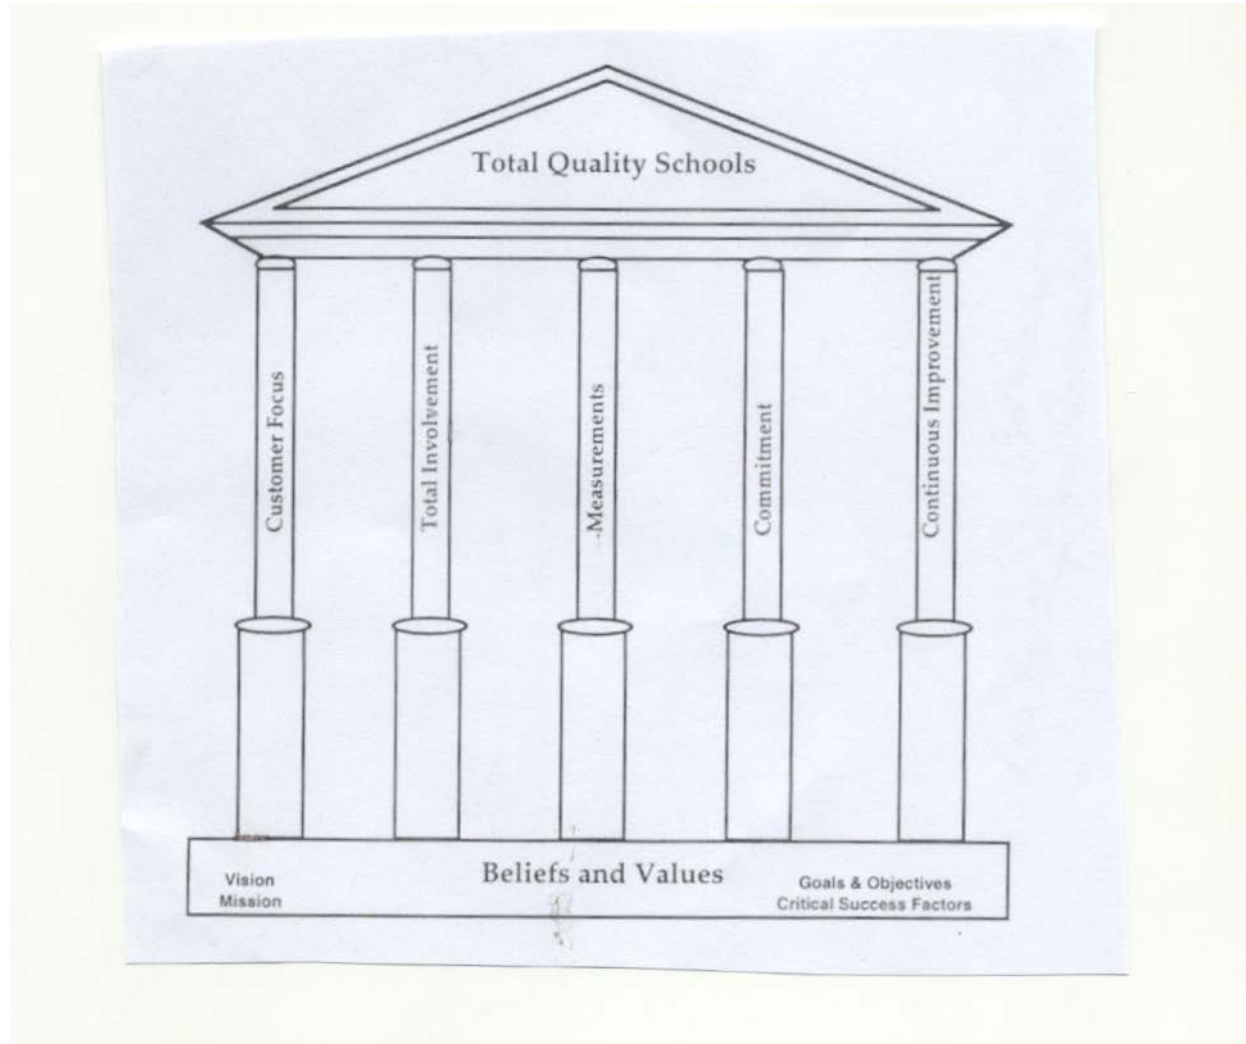 Total Quality Schools
Customer Focus
Total Involvement
Measurements
Commitment
Continuous Improvement
Beliefs and Values
Vision
Mission
Goals & Objectives
Critical Success Factors